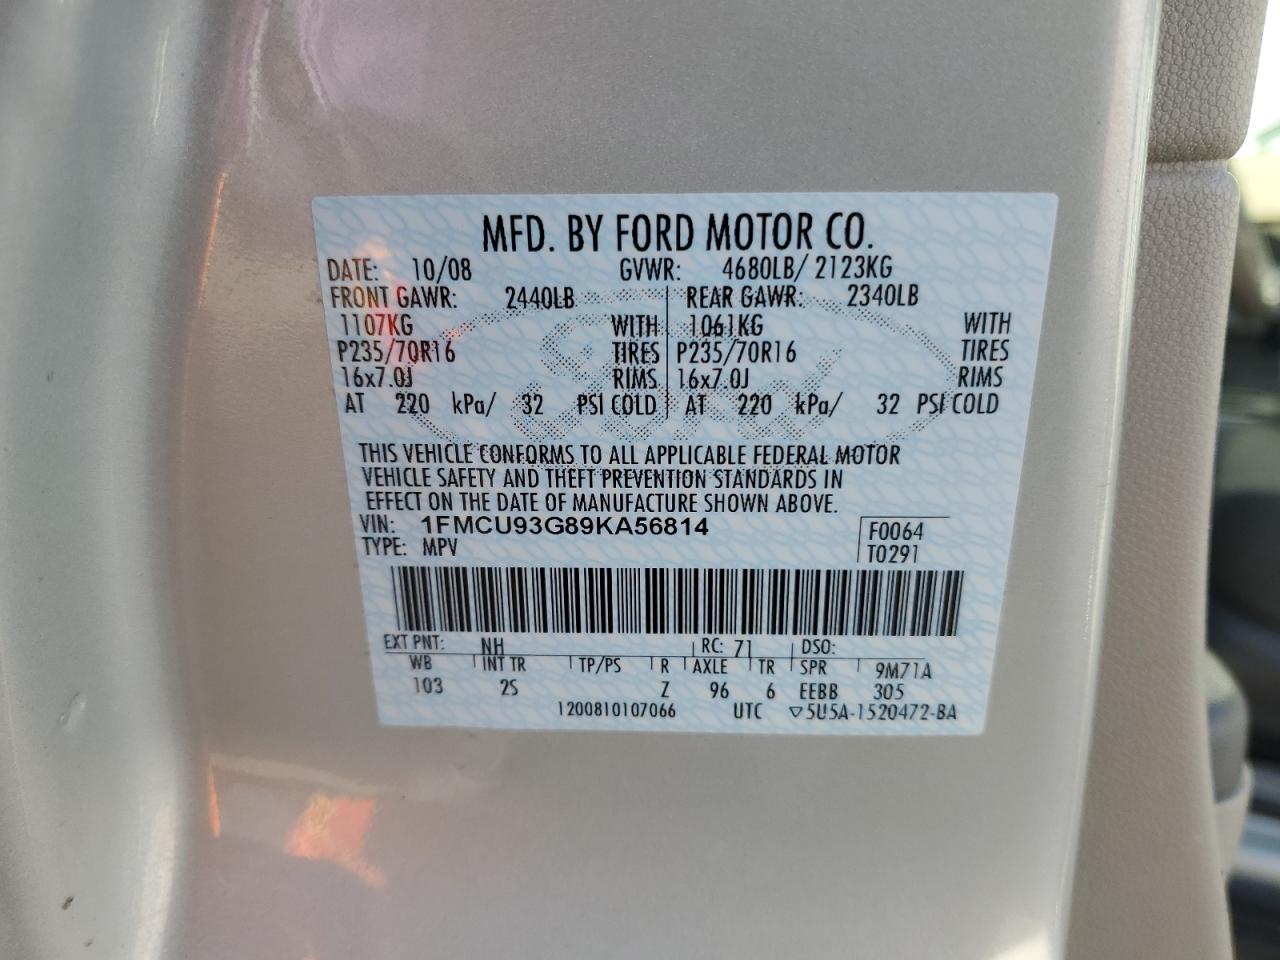 MFD. BY FORD MOTOR CO.
DATE: 10/08 GVWR: 4680LB/ 2123KG
FRONT GAWR: 2440LB REAR GAWR: 2340LB
1107KG WITH 1061KG WITH
P235/70R16 TIRES P235/70R16 TIRES
16x7.0J RIMS 16x7.0J RIMS
AT 220 kPa/ 32 PSI COLD AT 220 kPa/ 32 PSI COLD
THIS VEHICLE CONFORMS TO ALL APPLICABLE FEDERAL MOTOR
VEHICLE SAFETY AND THEFT PREVENTION STANDARDS IN
EFFECT ON THE DATE OF MANUFACTURE SHOWN ABOVE.
VIN: 1FMCU93G89KA56814 F0064
TYPE: MPV T0291
EXT PNT: NH RC: 71 DSO:
WB INT TR TP/PS R AXLE TR SPR 9M71A
103 2S Z 96 6 EEBB 305
1200810107066 UTC ▽5U5A-1520472-BA